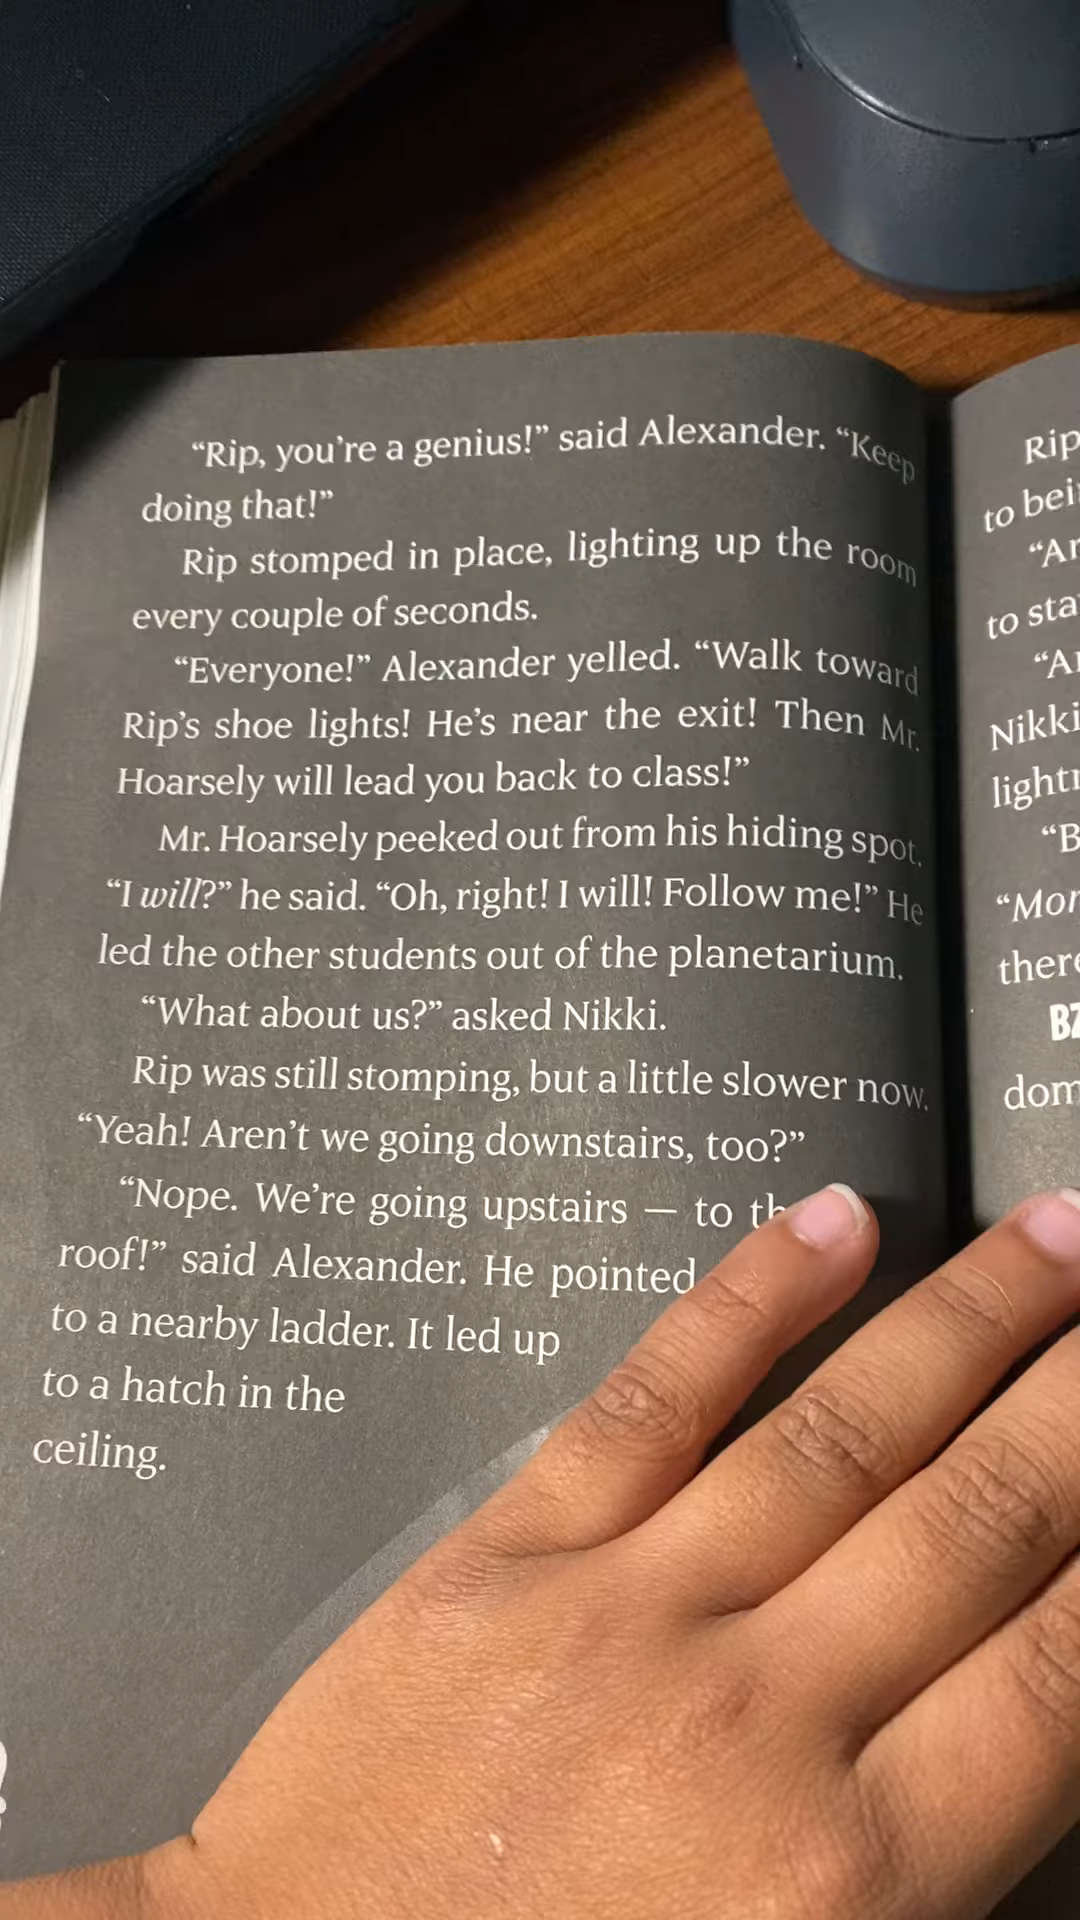 “Rip, you’re a genius!” said Alexander. “Keep
doing that!”
Rip stomped in place, lighting up the room
every couple of seconds.
“Everyone!” Alexander yelled. “Walk toward
Rip’s shoe lights! He’s near the exit! Then Mr.
Hoarsely will lead you back to class!”
Mr. Hoarsely peeked out from his hiding spot.
“I will?” he said. “Oh, right! I will! Follow me!” He
led the other students out of the planetarium.
“What about us?” asked Nikki.
Rip was still stomping, but a little slower now.
“Yeah! Aren’t we going downstairs, too?”
“Nope. We’re going upstairs — to
roof!” said Alexander. He pointed
to a nearby ladder. It led up
to a hatch in the
ceiling.
Rip
to
“
to
“
Nikki
“
there